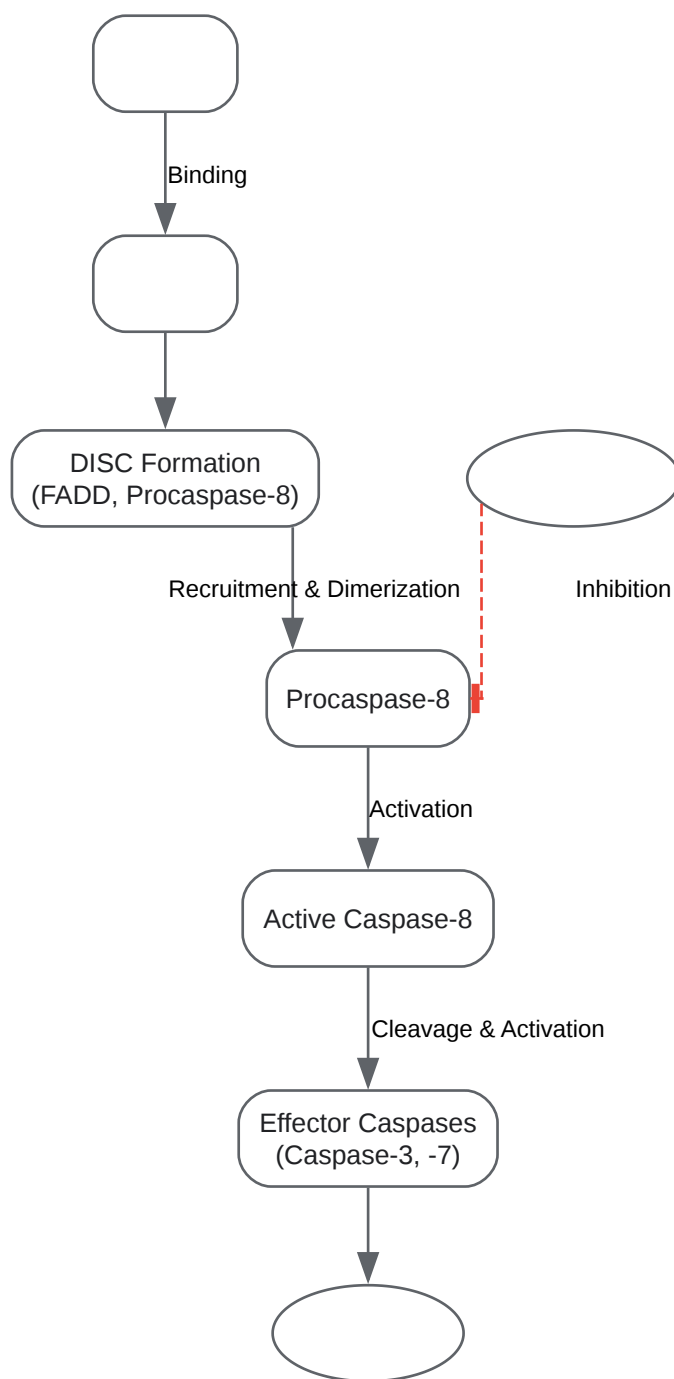 Binding
DISC Formation
(FADD, Procaspase-8)
Recruitment & Dimerization
Inhibition
Procaspase-8
Activation
Active Caspase-8
Cleavage & Activation
Effector Caspases
(Caspase-3, -7)